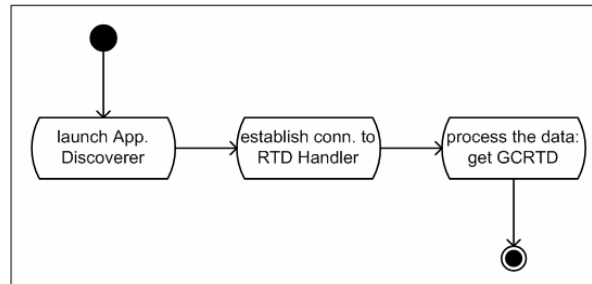 launch App.
Discoverer
establish conn. to
RTD Handler
process the data:
get GCRTD